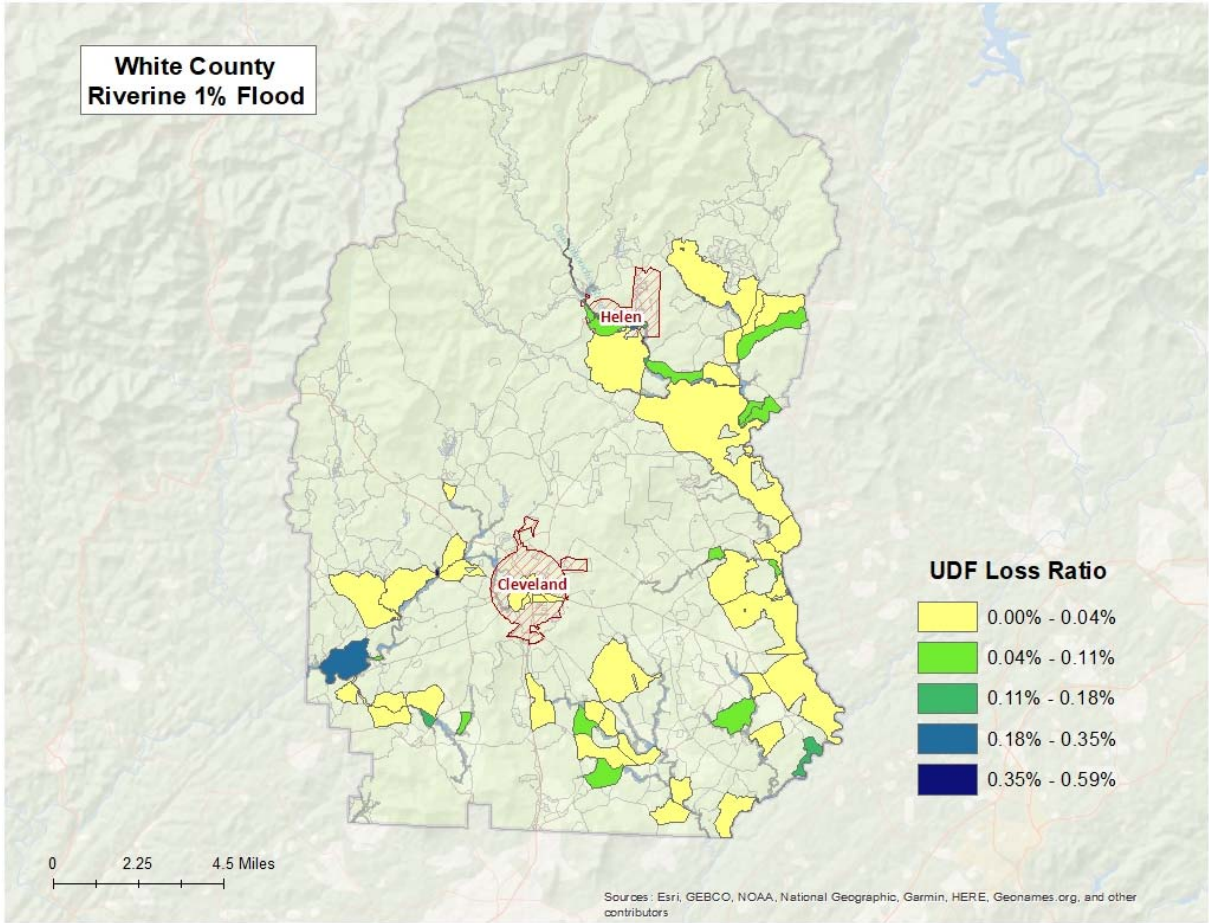 White County
Riverine 1% Flood
Helen
Cleveland
UDF Loss Ratio
0.00% - 0.04%
0.04% - 0.11%
0.11% - 0.18%
0.18% - 0.35%
0.35% - 0.59%
0 2.25 4.5 Miles
Sources: Esri, GEBCO, NOAA, National Geographic, Garmin, HERE, Geonames.org, and other
contributors